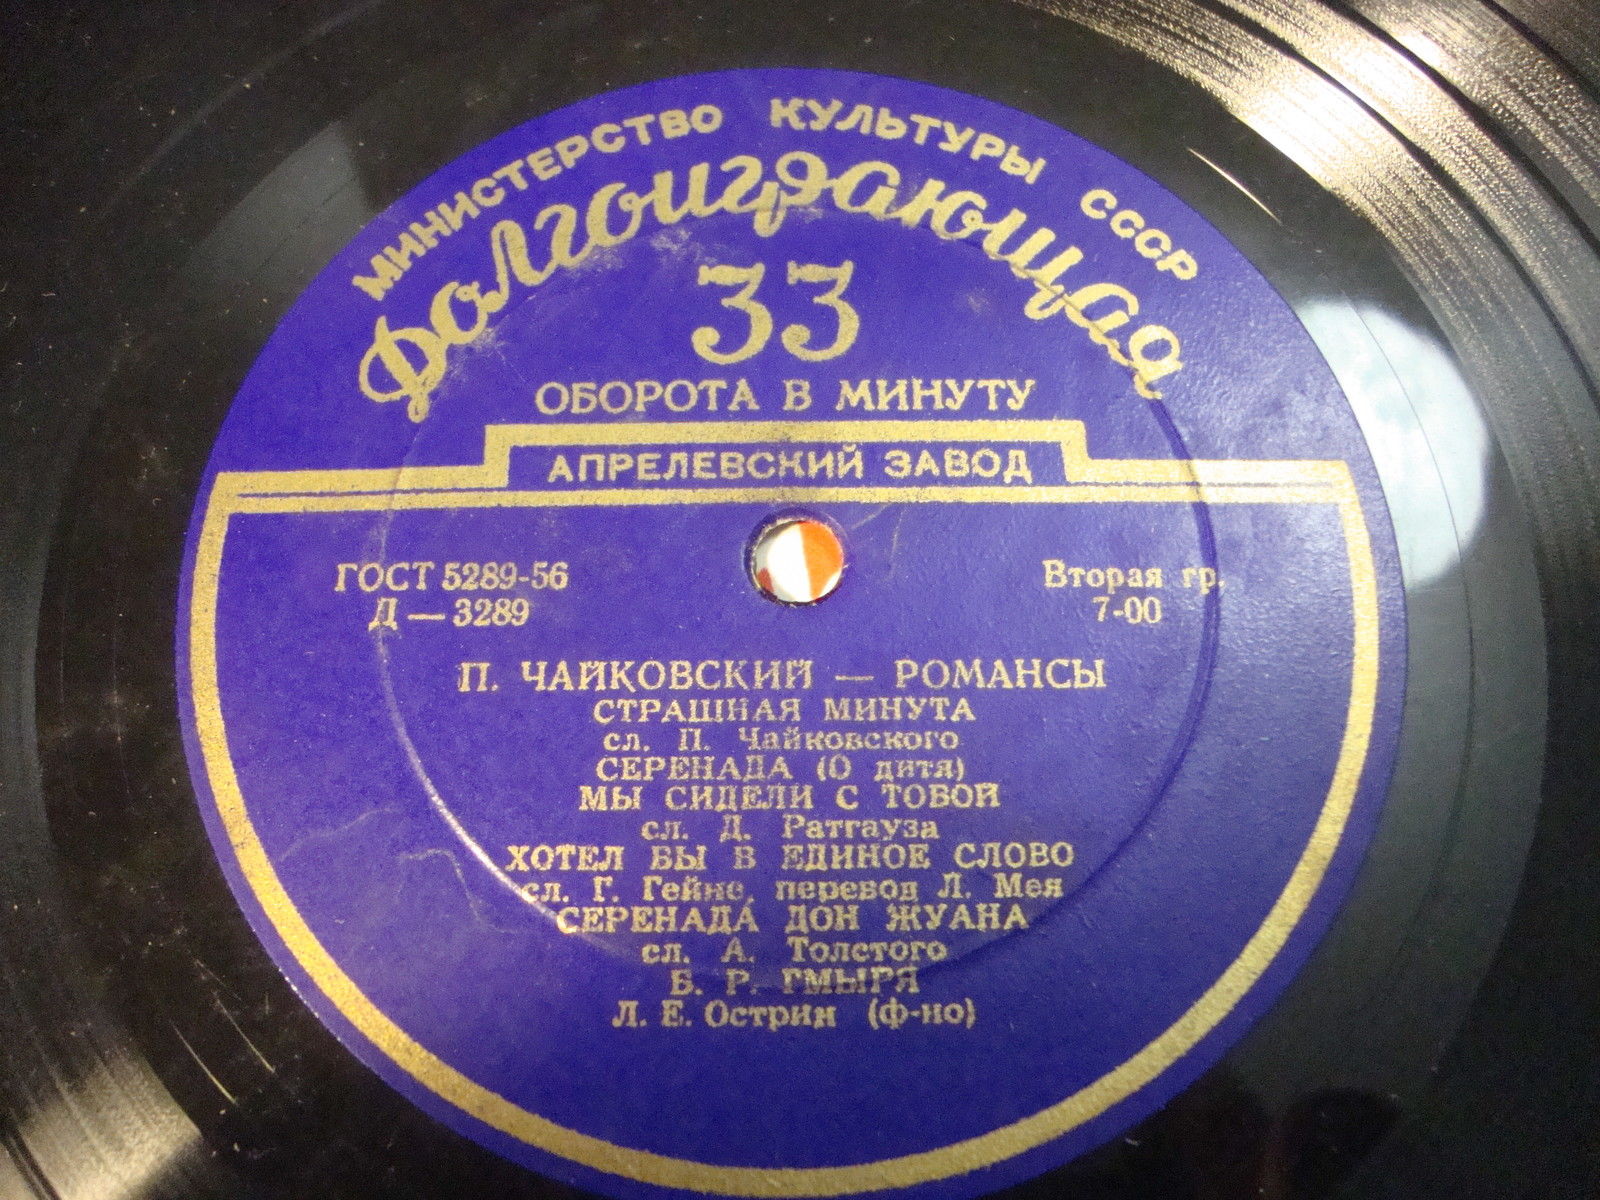 МИНИСТЕРСТВО КУЛЬТУРЫ СССР
Долгоиграющая
33
ОБОРОТА В МИНУТУ
АПРЕЛЕВСКИЙ ЗАВОД
ГОСТ 5289-56
Д — 3289
Вторая гр.
7-00
П. ЧАЙКОВСКИЙ — РОМАНСЫ
СТРАШНАЯ МИНУТА
сл. П. Чайковского
СЕРЕНАДА (О дитя)
МЫ СИДЕЛИ С ТОБОЙ
сл. Д. Ратгауза
ХОТЕЛ БЫ В ЕДИНОЕ СЛОВО
сл. Г. Гейне, перевод Л. Мея
СЕРЕНАДА ДОН ЖУАНА
сл. А. Толстого
Б. Р. ГМЫРЯ
Л. Е. Острин (ф-но)